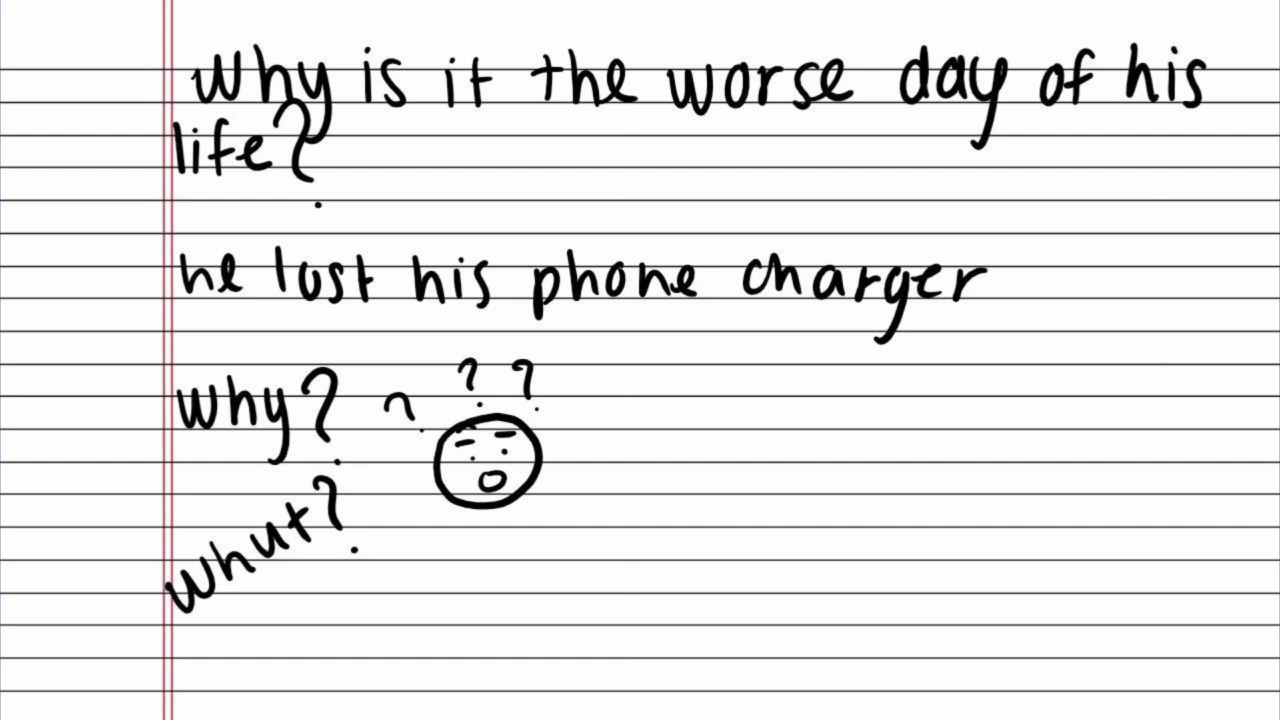 Why is it the worse day of his
life?
he lost his phone charger
why? ? ? ?
whut?